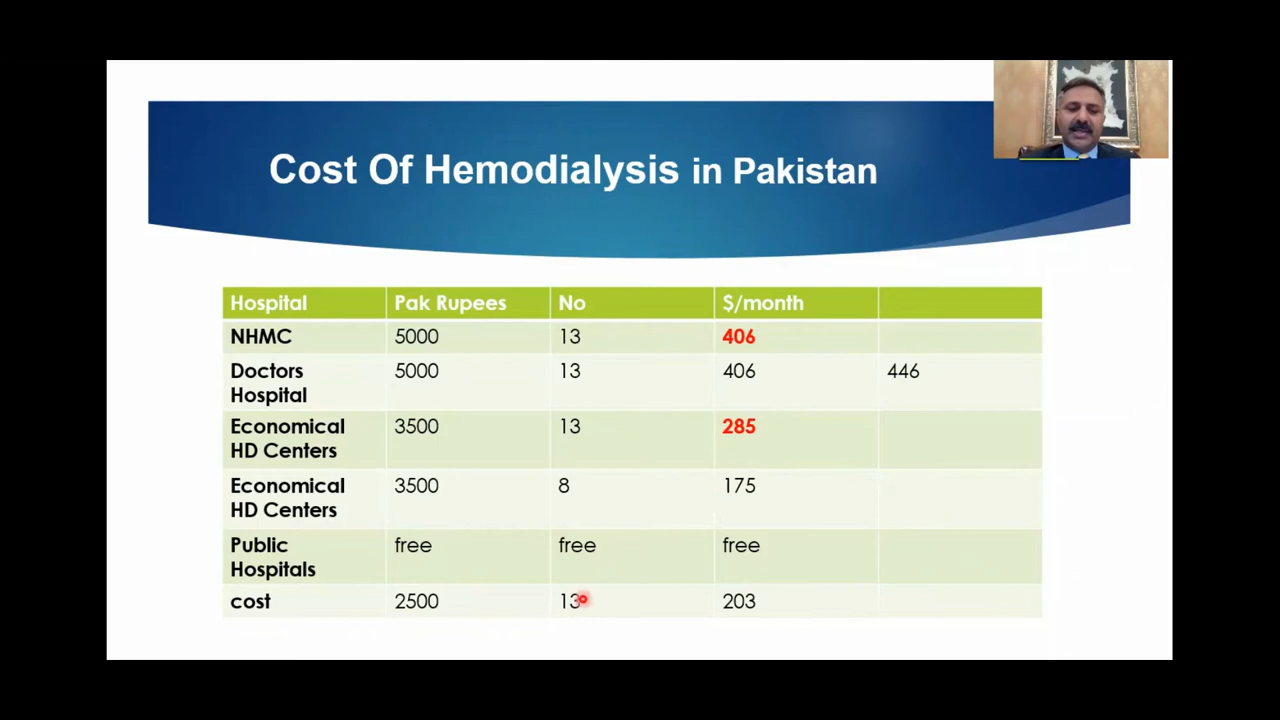 Cost Of Hemodialysis in Pakistan
Hospital Pak Rupees No $/month
NHMC 5000 13 406
Doctors Hospital 5000 13 406 446
Economical HD Centers 3500 13 285
Economical HD Centers 3500 8 175
Public Hospitals free free free
cost 2500 13 203